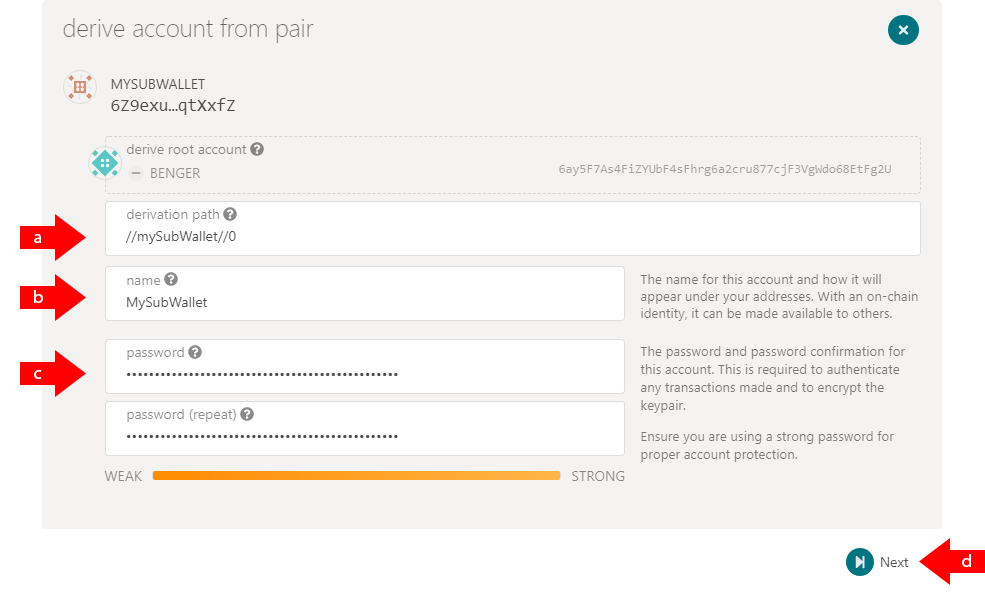 derive account from pair
MYSUBWALLET
6Z9exu…qtXxfZ
derive root account
BENGER
6ay5F7As4FiZYUbF4sFhrg6a2cru877cjF3VgWdo68EtFg2U
a
derivation path
//mySubWallet//0
b
name
MySubWallet
The name for this account and how it will
appear under your addresses. With an on-chain
identity, it can be made available to others.
c
password
••••••••••••••••••••••••••••••••••••••••••••••••
The password and password confirmation for
this account. This is required to authenticate
any transactions made and to encrypt the
keypair.
password (repeat)
••••••••••••••••••••••••••••••••••••••••••••••••
Ensure you are using a strong password for
proper account protection.
WEAK STRONG
Next
d